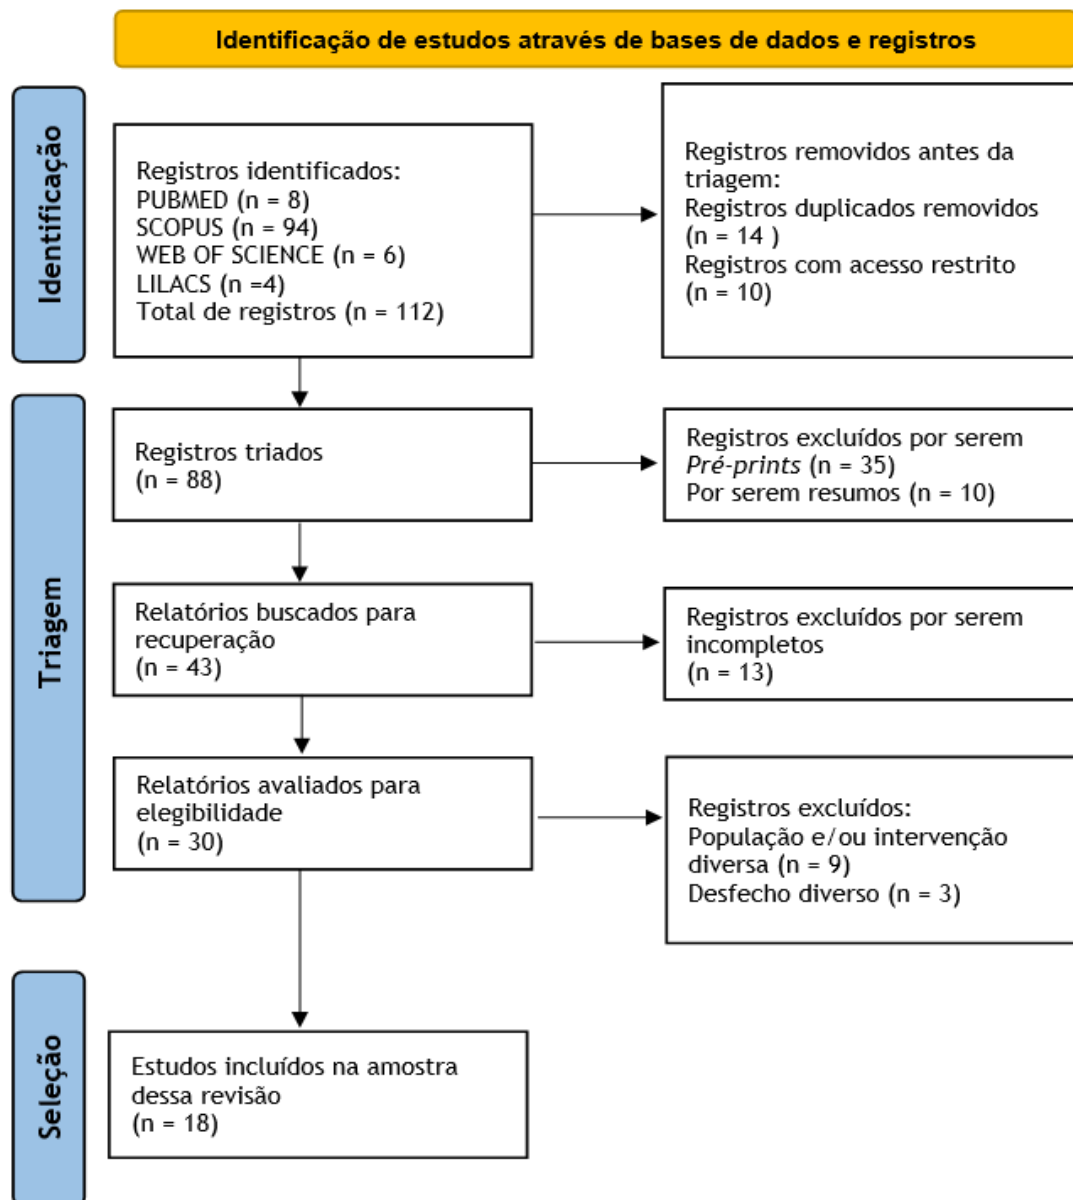 Identificação de estudos através de bases de dados e registros
Identificação
Registros identificados:
PUBMED (n = 8)
SCOPUS (n = 94)
WEB OF SCIENCE (n = 6)
LILACS (n =4)
Total de registros (n = 112)
Registros removidos antes da
triagem:
Registros duplicados removidos
(n = 14 )
Registros com acesso restrito
(n = 10)
Triagem
Registros triados
(n = 88)
Registros excluídos por serem
Pré-prints (n = 35)
Por serem resumos (n = 10)
Relatórios buscados para
recuperação
(n = 43)
Registros excluídos por serem
incompletos
(n = 13)
Relatórios avaliados para
elegibilidade
(n = 30)
Registros excluídos:
População e/ou intervenção
diversa (n = 9)
Desfecho diverso (n = 3)
Seleção
Estudos incluídos na amostra
dessa revisão
(n = 18)